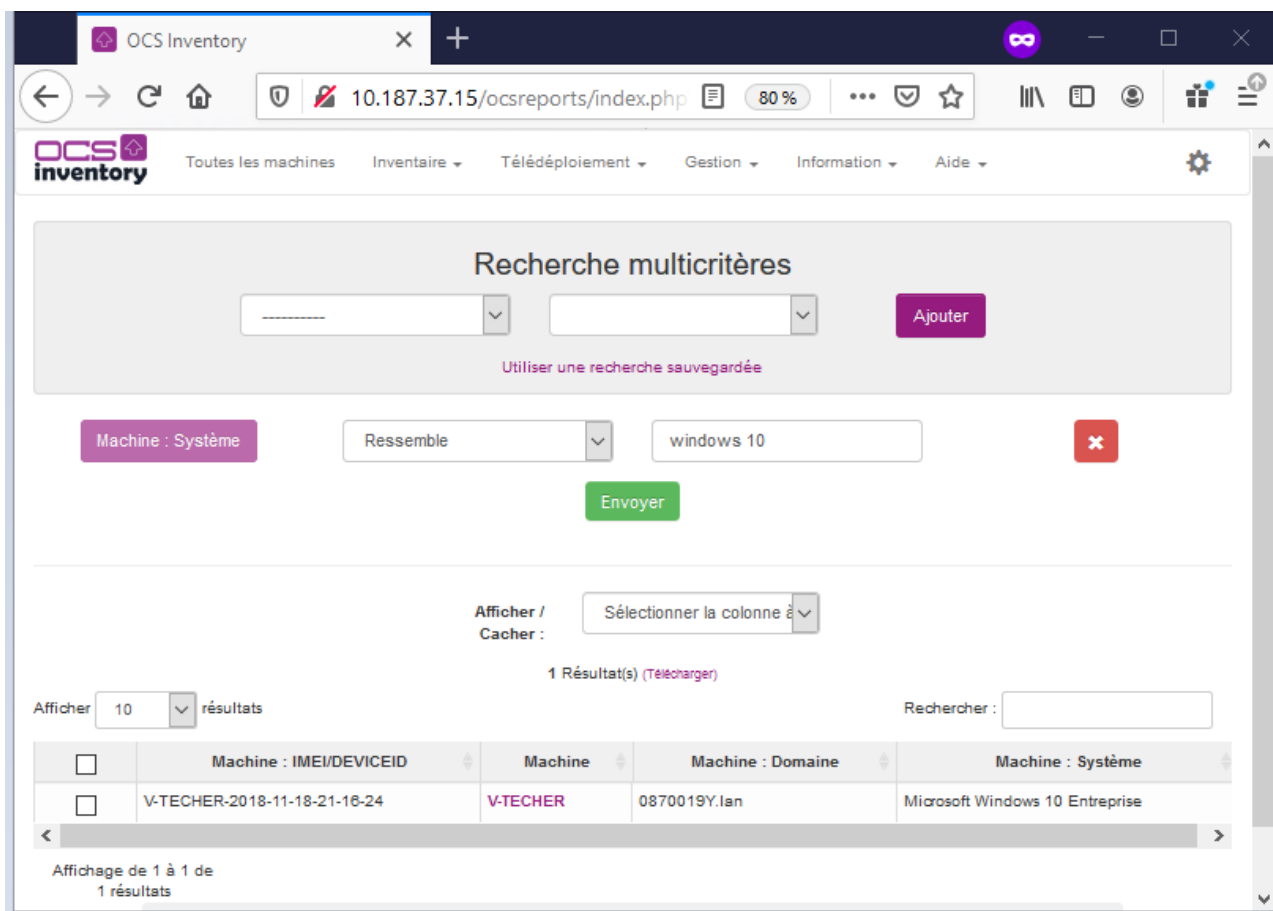 OCS Inventory
10.187.37.15/ocsreports/index.php
80 %
OCS inventory
Toutes les machines Inventaire Télédéploiement Gestion Information Aide
Recherche multicritères
---------- Ajouter
Utiliser une recherche sauvegardée
Machine : Système Ressemble windows 10
Envoyer
Afficher / Cacher : Sélectionner la colonne à
1 Résultat(s) (Télécharger)
Afficher 10 résultats Rechercher :
Machine : IMEI/DEVICEID Machine Machine : Domaine Machine : Système
V-TECHER-2018-11-18-21-16-24 V-TECHER 0870019Y.lan Microsoft Windows 10 Entreprise
Affichage de 1 à 1 de
1 résultats